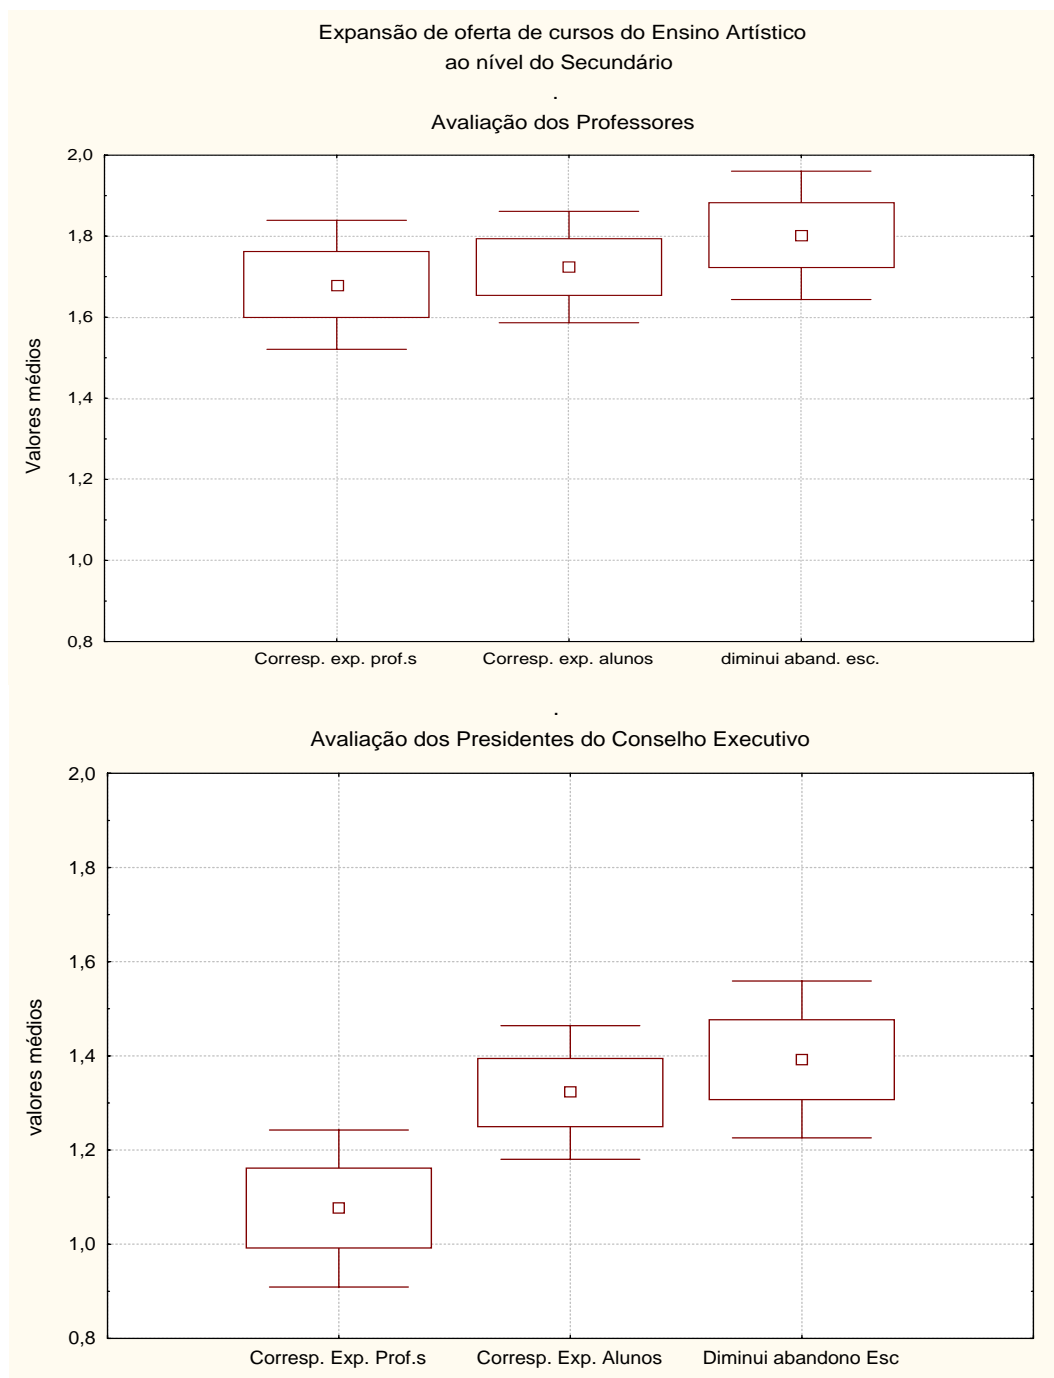 Expansão de oferta de cursos do Ensino Artístico
ao nível do Secundário
.
Avaliação dos Professores
Valores médios
2,0
1,8
1,6
1,4
1,2
1,0
0,8
Corresp. exp. prof.s
Corresp. exp. alunos
diminui aband. esc.
.
Avaliação dos Presidentes do Conselho Executivo
valores médios
2,0
1,8
1,6
1,4
1,2
1,0
0,8
Corresp. Exp. Prof.s
Corresp. Exp. Alunos
Diminui abandono Esc